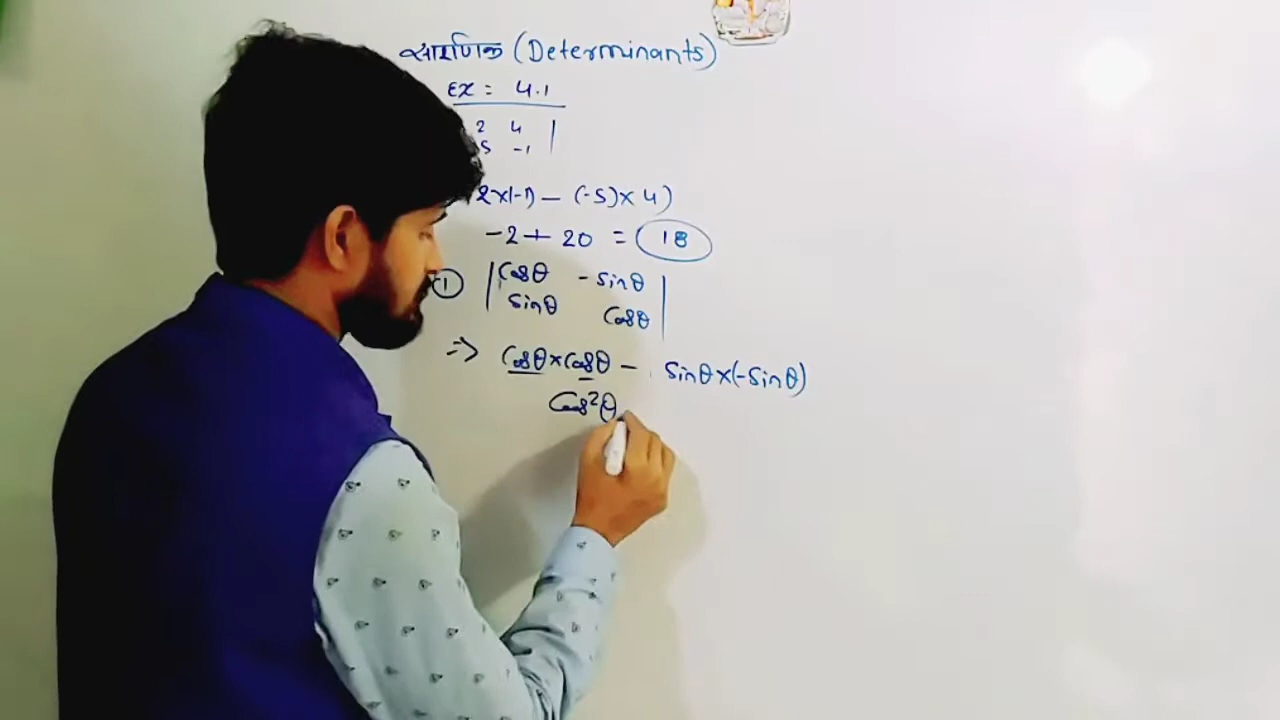 सारणिक (Determinants)
Ex = 4.1
2 4 |
5 -1
2×(-1) — (-5)×4)
-2+20 = 18
① | Cosθ -Sinθ |
Sinθ Cosθ
=> Cosθ×Cosθ - Sinθ×(-Sinθ)
Cos²θ